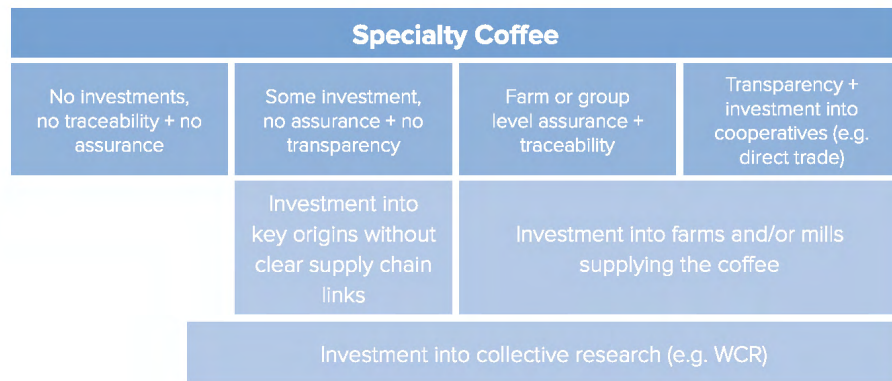 Specialty Coffee
No investments,
no traceability + no
assurance
Some investment,
no assurance + no
transparency
Farm or group
level assurance +
traceability
Transparency +
investment into
cooperatives (e.g.
direct trade)
Investment into
key origins without
clear supply chain
links
Investment into farms and/or mills
supplying the coffee
Investment into collective research (e.g. WCR)